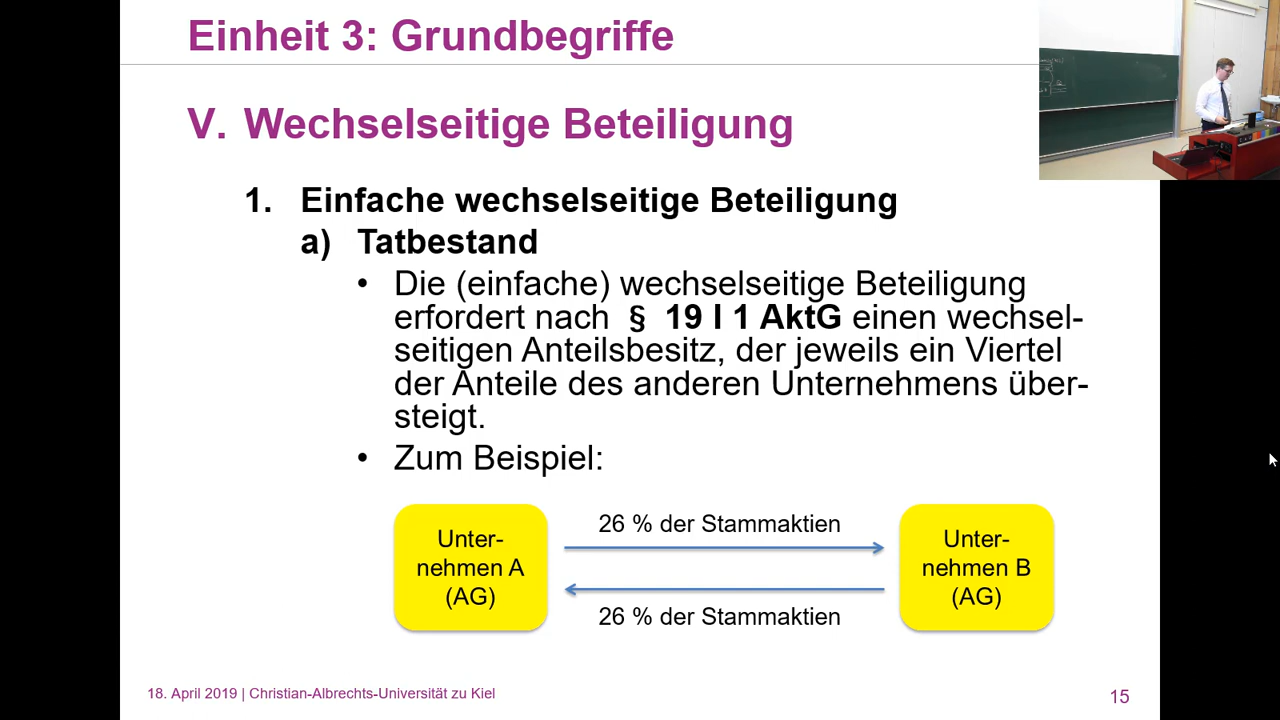 Einheit 3: Grundbegriffe
V. Wechselseitige Beteiligung
1. Einfache wechselseitige Beteiligung
a) Tatbestand
• Die (einfache) wechselseitige Beteiligung
erfordert nach § 19 I 1 AktG einen wechsel-
seitigen Anteilsbesitz, der jeweils ein Viertel
der Anteile des anderen Unternehmens über-
steigt.
• Zum Beispiel:
Unter-
nehmen A
(AG)
26 % der Stammaktien
26 % der Stammaktien
Unter-
nehmen B
(AG)
18. April 2019 | Christian-Albrechts-Universität zu Kiel
15